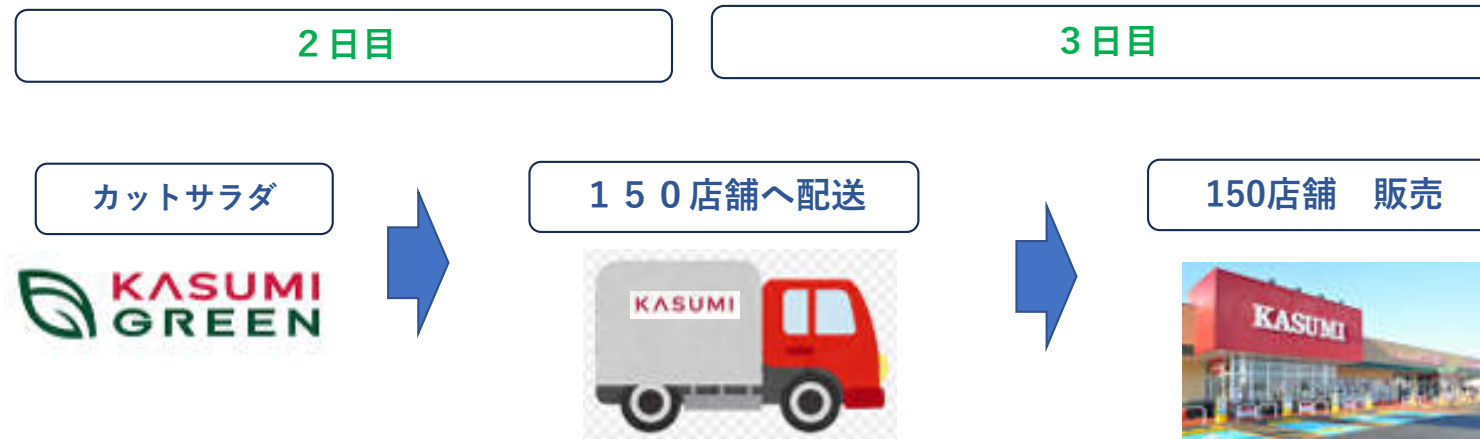 ２日目
３日目
カットサラダ
１５０店舗へ配送
150店舗　販売
KASUMI
GREEN
KASUMI
KASUMI